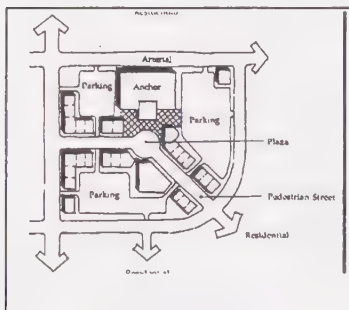 Arterial
Parking
Anchor
Parking
Plaza
Parking
Pedestrian Street
Residential